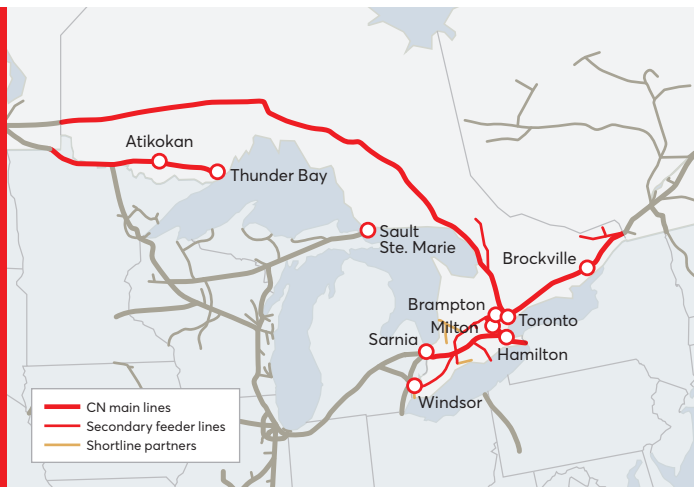 Atikokan
Thunder Bay
Sault
Ste. Marie
Brockville
Brampton
Milton
Toronto
Sarnia
Hamilton
Windsor
CN main lines
Secondary feeder lines
Shortline partners